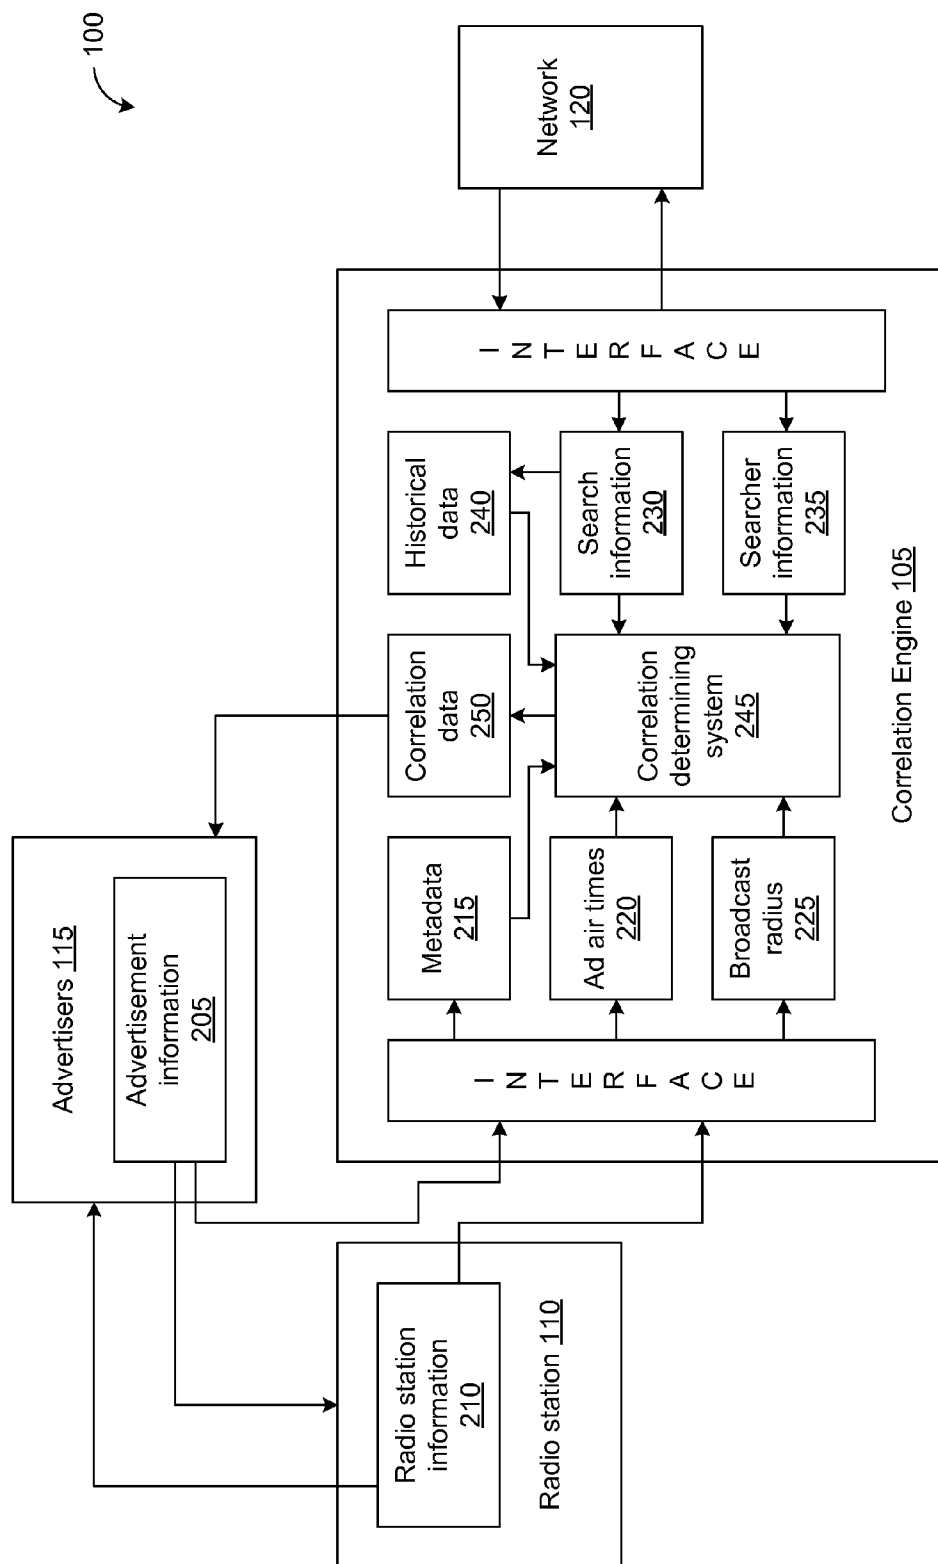 100
Advertisers 115
Advertisement
information
205
Radio station
information
210
Radio station 110
INTERFACE
Metadata
215
Ad air times
220
Broadcast
radius
225
Correlation
data
250
Correlation
determining
system
245
Historical
data
240
Search
information
230
Searcher
information
235
INTERFACE
Network
120
Correlation Engine 105